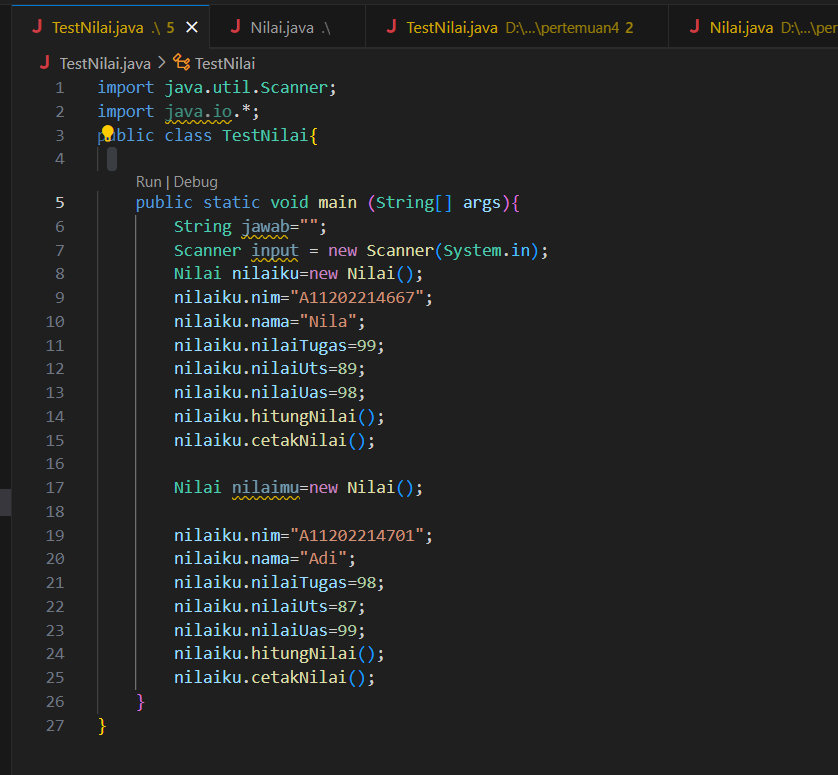 TestNilai.java .\ 5 Nilai.java .\ TestNilai.java D:\...\pertemuan4 2 Nilai.java D:\...\per
TestNilai.java > TestNilai
1 import java.util.Scanner;
2 import java.io.*;
3 public class TestNilai{
4
Run | Debug
5 public static void main (String[] args){
6 String jawab="";
7 Scanner input = new Scanner(System.in);
8 Nilai nilaiku=new Nilai();
9 nilaiku.nim="A11202214667";
10 nilaiku.nama="Nila";
11 nilaiku.nilaiTugas=99;
12 nilaiku.nilaiUts=89;
13 nilaiku.nilaiUas=98;
14 nilaiku.hitungNilai();
15 nilaiku.cetakNilai();
16
17 Nilai nilaimu=new Nilai();
18
19 nilaiku.nim="A11202214701";
20 nilaiku.nama="Adi";
21 nilaiku.nilaiTugas=98;
22 nilaiku.nilaiUts=87;
23 nilaiku.nilaiUas=99;
24 nilaiku.hitungNilai();
25 nilaiku.cetakNilai();
26 }
27 }